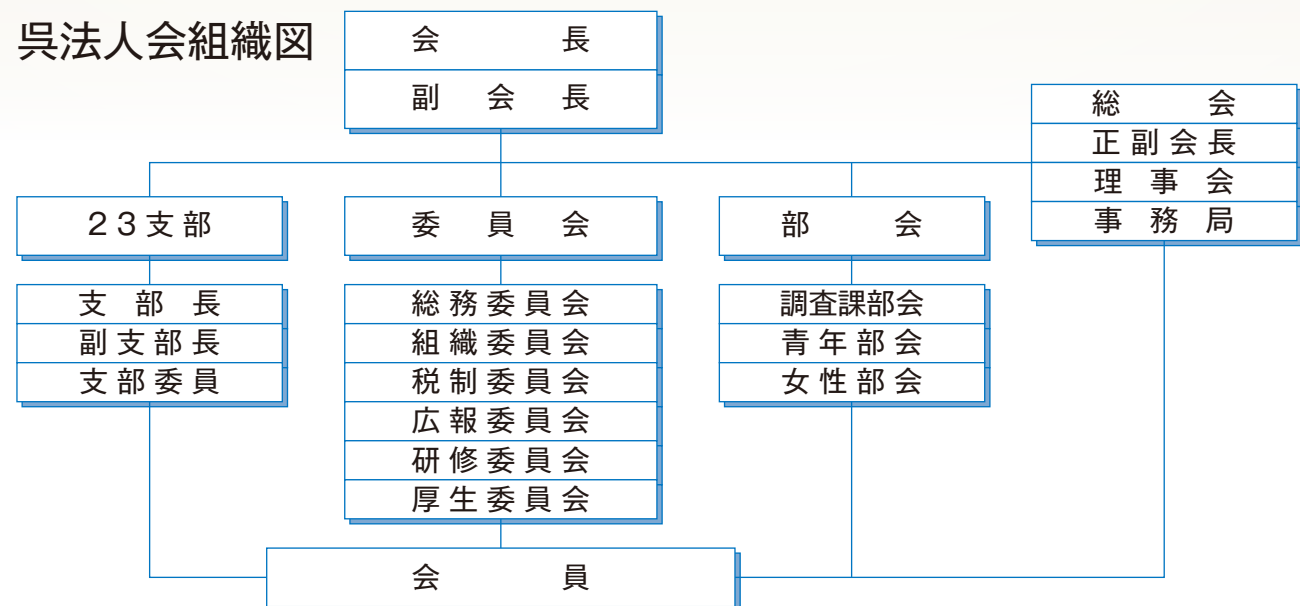 呉法人会組織図
会長
副会長
総会
正副会長
理事会
事務局
23支部
委員会
部会
支部長
副支部長
支部委員
総務委員会
組織委員会
税制委員会
広報委員会
研修委員会
厚生委員会
調査課部会
青年部会
女性部会
会員